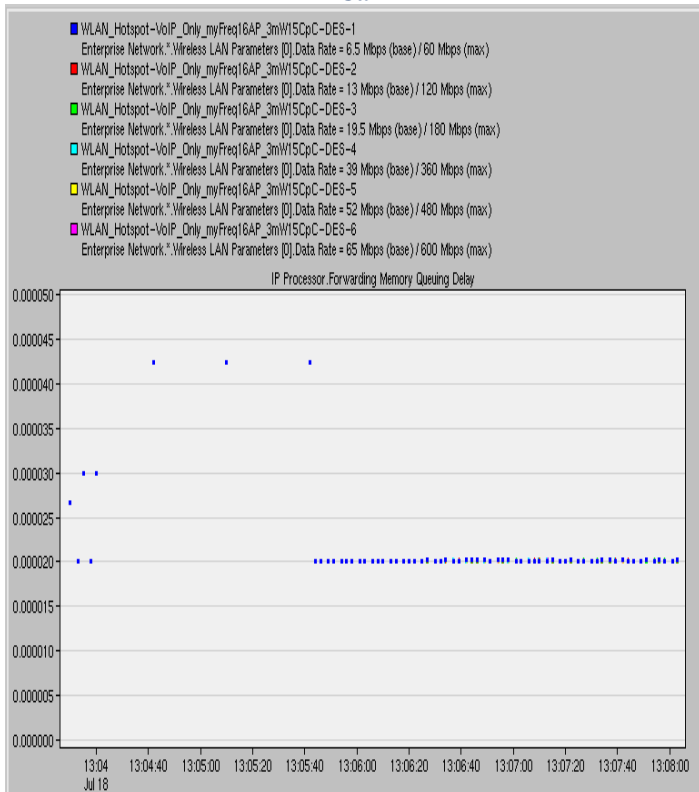 WLAN_Hotspot-VoIP_Only_myFreq16AP_3mW15CpC-DES-1
Enterprise Network.*.Wireless LAN Parameters [0].Data Rate = 6.5 Mbps (base) / 60 Mbps (max)
WLAN_Hotspot-VoIP_Only_myFreq16AP_3mW15CpC-DES-2
Enterprise Network.*.Wireless LAN Parameters [0].Data Rate = 13 Mbps (base) / 120 Mbps (max)
WLAN_Hotspot-VoIP_Only_myFreq16AP_3mW15CpC-DES-3
Enterprise Network.*.Wireless LAN Parameters [0].Data Rate = 19.5 Mbps (base) / 180 Mbps (max)
WLAN_Hotspot-VoIP_Only_myFreq16AP_3mW15CpC-DES-4
Enterprise Network.*.Wireless LAN Parameters [0].Data Rate = 39 Mbps (base) / 360 Mbps (max)
WLAN_Hotspot-VoIP_Only_myFreq16AP_3mW15CpC-DES-5
Enterprise Network.*.Wireless LAN Parameters [0].Data Rate = 52 Mbps (base) / 480 Mbps (max)
WLAN_Hotspot-VoIP_Only_myFreq16AP_3mW15CpC-DES-6
Enterprise Network.*.Wireless LAN Parameters [0].Data Rate = 65 Mbps (base) / 600 Mbps (max)
IP Processor.Forwarding Memory Queuing Delay
0.000050
0.000045
0.000040
0.000035
0.000030
0.000025
0.000020
0.000015
0.000010
0.000005
0.000000
13:04 13:04:40 13:05:00 13:05:20 13:05:40 13:06:00 13:06:20 13:06:40 13:07:00 13:07:20 13:07:40 13:08:00
Jul 18